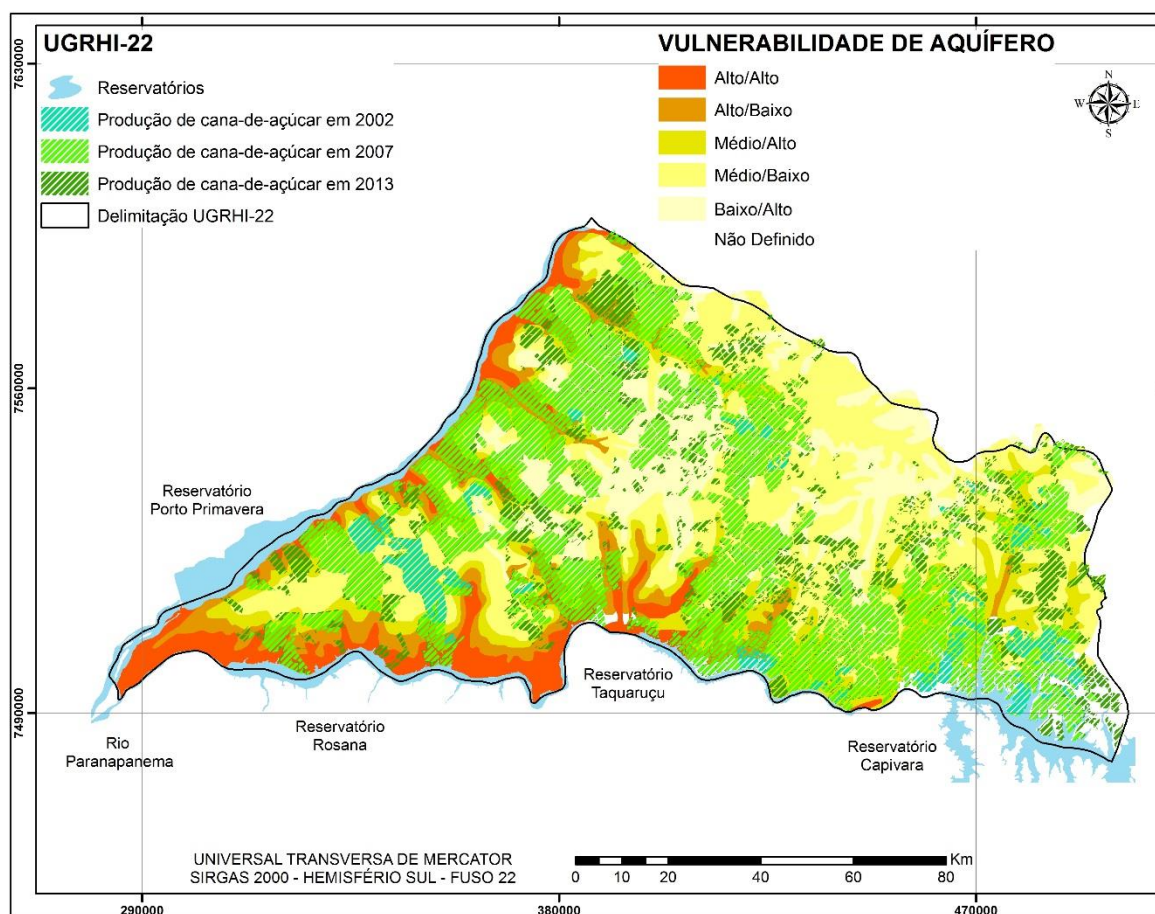 UGRHI-22
Reservatórios
Produção de cana-de-açúcar em 2002
Produção de cana-de-açúcar em 2007
Produção de cana-de-açúcar em 2013
Delimitação UGRHI-22
VULNERABILIDADE DE AQUÍFERO
Alto/Alto
Alto/Baixo
Médio/Alto
Médio/Baixo
Baixo/Alto
Não Definido
N
W E
S
7630000
7560000
7490000
Reservatório
Porto Primavera
Rio
Paranapanema
Reservatório
Rosana
Reservatório
Taquaruçu
Reservatório
Capivara
UNIVERSAL TRANSVERSA DE MERCATOR
SIRGAS 2000 - HEMISFÉRIO SUL - FUSO 22
Km
0 10 20 40 60 80
290000 380000 470000